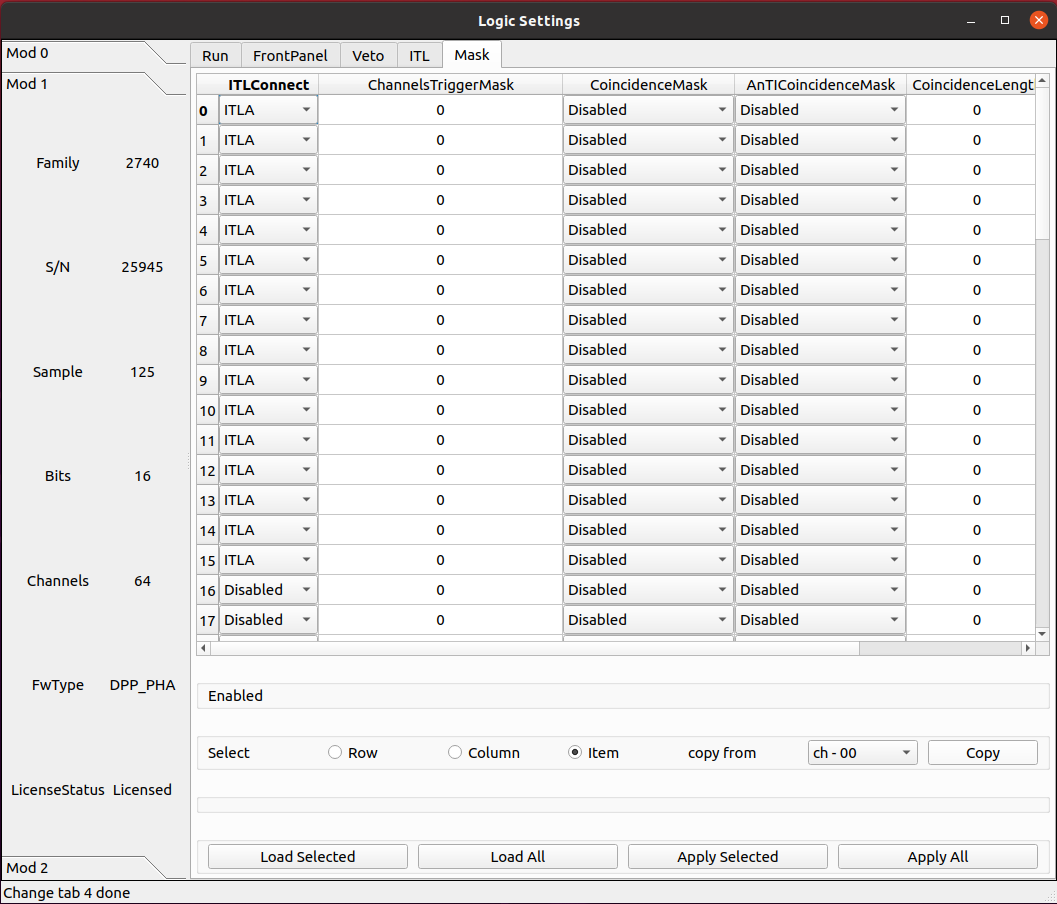 Logic Settings
Mod 0
Mod 1
Family 2740
S/N 25945
Sample 125
Bits 16
Channels 64
FwType DPP_PHA
LicenseStatus Licensed
Mod 2
Run FrontPanel Veto ITL Mask
ITLConnect ChannelsTriggerMask CoincidenceMask AnTICoincidenceMask CoincidenceLengt
0 ITLA 0 Disabled Disabled 0
1 ITLA 0 Disabled Disabled 0
2 ITLA 0 Disabled Disabled 0
3 ITLA 0 Disabled Disabled 0
4 ITLA 0 Disabled Disabled 0
5 ITLA 0 Disabled Disabled 0
6 ITLA 0 Disabled Disabled 0
7 ITLA 0 Disabled Disabled 0
8 ITLA 0 Disabled Disabled 0
9 ITLA 0 Disabled Disabled 0
10 ITLA 0 Disabled Disabled 0
11 ITLA 0 Disabled Disabled 0
12 ITLA 0 Disabled Disabled 0
13 ITLA 0 Disabled Disabled 0
14 ITLA 0 Disabled Disabled 0
15 ITLA 0 Disabled Disabled 0
16 Disabled 0 Disabled Disabled 0
17 Disabled 0 Disabled Disabled 0
Enabled
Select Row Column Item copy from ch - 00 Copy
Load Selected Load All Apply Selected Apply All
Change tab 4 done